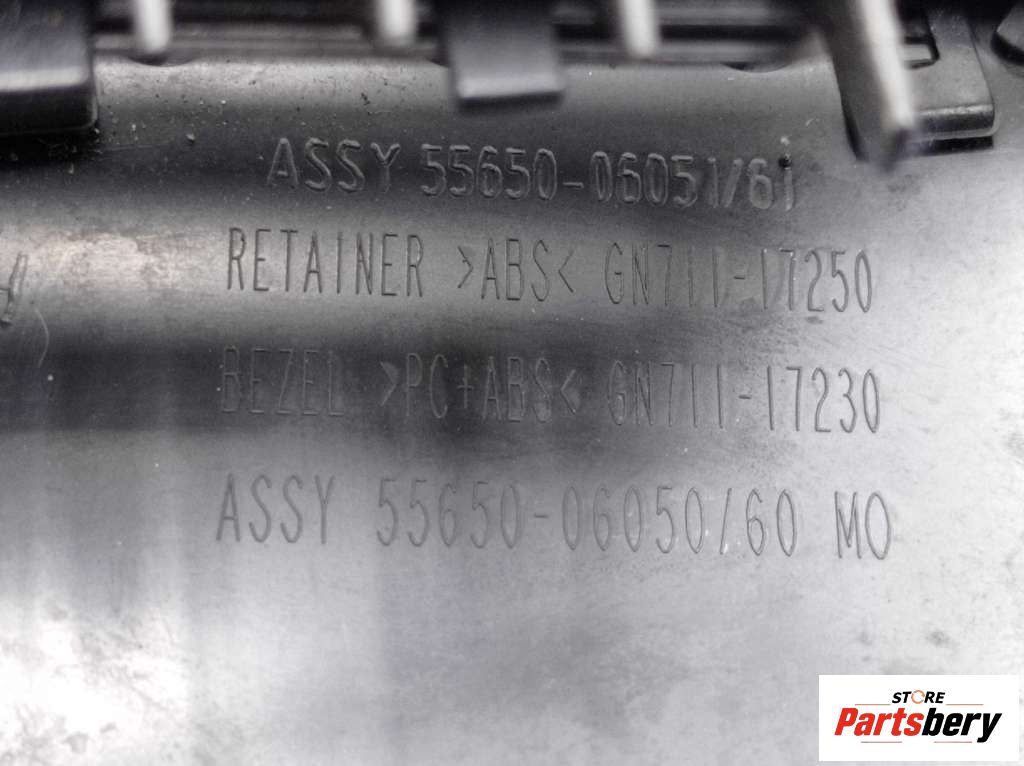 ASSY 55650-06051/61
RETAINER >ABS< GN711-17250
BEZEL >PC+ABS< GN711-17230
ASSY 55650-06050/60 MO
STORE
Partsbery